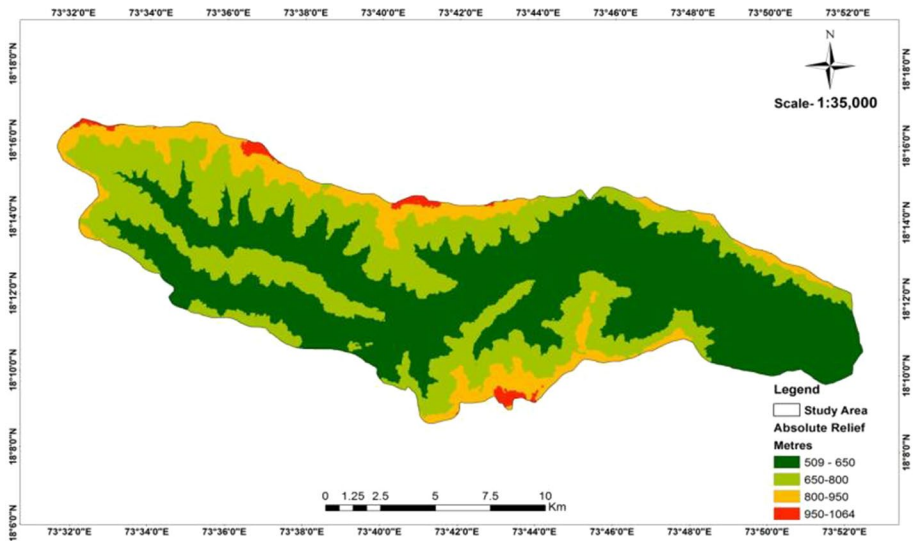 73°32'0"E 73°34'0"E 73°36'0"E 73°38'0"E 73°40'0"E 73°42'0"E 73°44'0"E 73°46'0"E 73°48'0"E 73°50'0"E 73°52'0"E
N
Scale- 1:35,000
18°18'0"N
18°16'0"N
18°14'0"N
18°12'0"N
18°10'0"N
18°8'0"N
18°6'0"N
18°18'0"N
18°16'0"N
18°14'0"N
18°12'0"N
18°10'0"N
18°8'0"N
Legend
Study Area
Absolute Relief
Metres
509 - 650
650-800
800-950
950-1064
0 1.25 2.5 5 7.5 10
Km
73°32'0"E 73°34'0"E 73°36'0"E 73°38'0"E 73°40'0"E 73°42'0"E 73°44'0"E 73°46'0"E 73°48'0"E 73°50'0"E 73°52'0"E